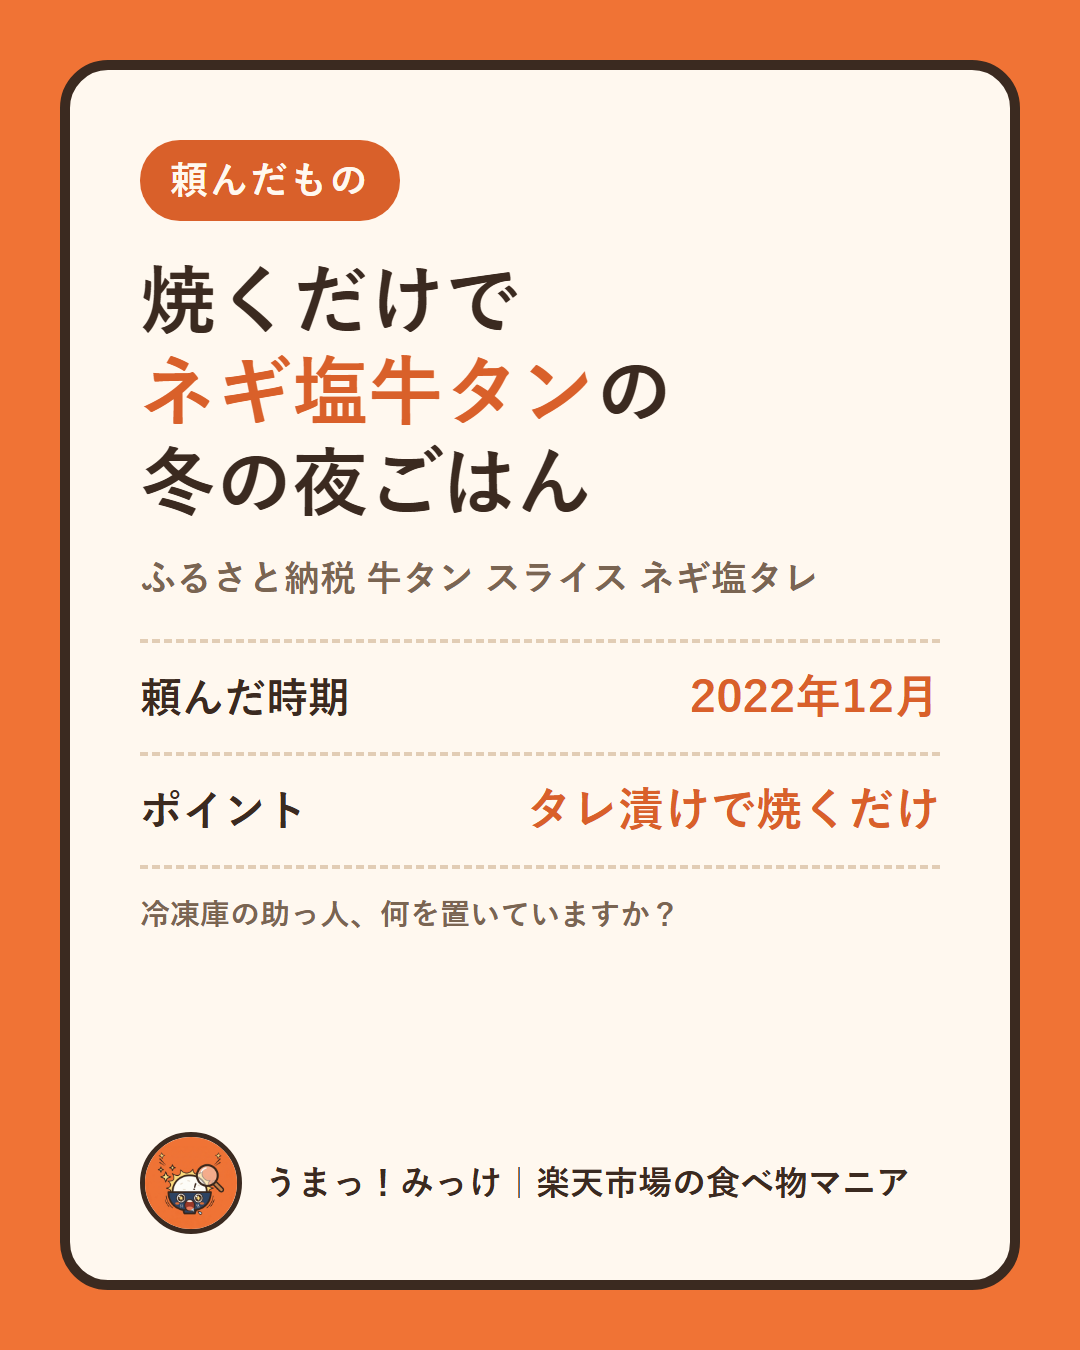 頼んだもの
焼くだけで
ネギ塩牛タンの
冬の夜ごはん
ふるさと納税 牛タン スライス ネギ塩タレ
頼んだ時期 2022年12月
ポイント タレ漬けで焼くだけ
冷凍庫の助っ人、何を置いていますか？
うまっ！みっけ｜楽天市場の食べ物マニア